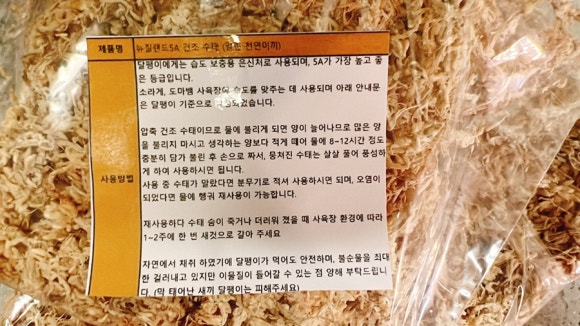 제품명 뉴질랜드5A 건조 수태 (일반 천연이끼)
달팽이에게는 습도 보충용 은신처로 사용되며, 5A가 가장 높고 좋
은 등급입니다.
소라게, 도마뱀 사육장에 습도를 맞추는 데 사용되며 아래 안내문
은 달팽이 기준으로 작성되었습니다.
압축 건조 수태이므로 물에 불리게 되면 양이 늘어나므로 많은 양
을 불리지 마시고 생각하는 양보다 적게 떼어 물에 8~12시간 정도
충분히 담가 불린 후 손으로 짜서, 뭉쳐진 수태는 살살 풀어 풍성하
게 하여 사용하시면 됩니다.
사용방법
사용 중 수태가 말랐다면 분무기로 적셔 사용하시면 되며, 오염이
되었다면 물에 헹궈 재사용이 가능합니다.
재사용하다 수태 숨이 죽거나 더러워 졌을 때 사육장 환경에 따라
1~2주에 한 번 새것으로 갈아 주세요
자연에서 채취 하였기에 달팽이가 먹어도 안전하며, 불순물을 최대
한 걸러내고 있지만 이물질이 들어갈 수 있는 점 양해 부탁드립니
다. (막 태어난 새끼 달팽이는 피해주세요)